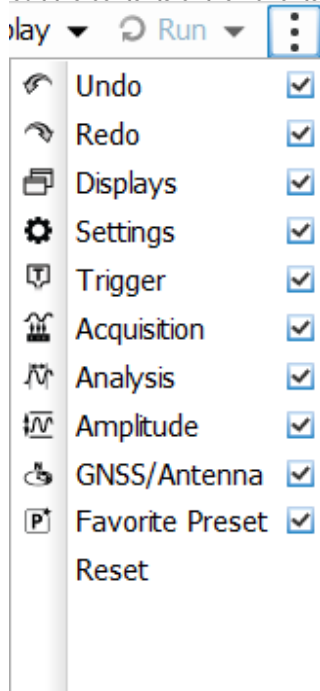 lay Run
Undo
Redo
Displays
Settings
T Trigger
Acquisition
Analysis
Amplitude
N S GNSS/Antenna
P Favorite Preset
Reset